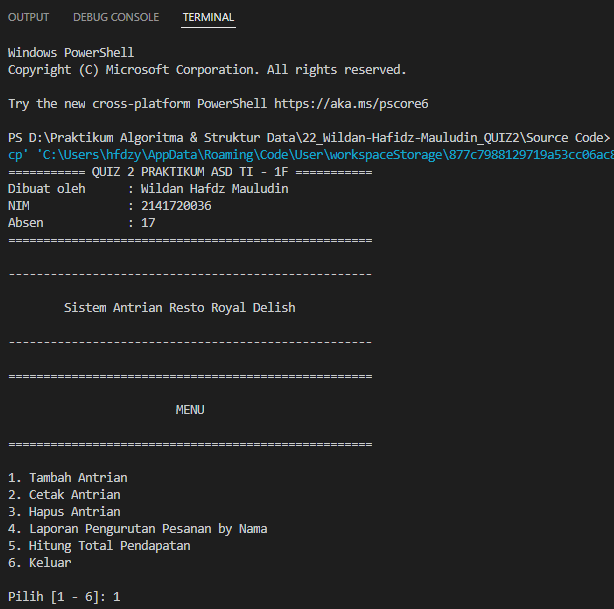 OUTPUT DEBUG CONSOLE TERMINAL
Windows PowerShell
Copyright (C) Microsoft Corporation. All rights reserved.
Try the new cross-platform PowerShell https://aka.ms/pscore6
PS D:\Praktikum Algoritma & Struktur Data\22_Wildan-Hafidz-Mauludin_QUIZ2\Source Code>
cp' 'C:\Users\hfdzy\AppData\Roaming\Code\User\workspaceStorage\877c7988129719a53cc06ac8
=========== QUIZ 2 PRAKTIKUM ASD TI - 1F ===========
Dibuat oleh : Wildan Hafdz Mauludin
NIM : 2141720036
Absen : 17
====================================================
----------------------------------------------------
Sistem Antrian Resto Royal Delish
----------------------------------------------------
====================================================
MENU
====================================================
1. Tambah Antrian
2. Cetak Antrian
3. Hapus Antrian
4. Laporan Pengurutan Pesanan by Nama
5. Hitung Total Pendapatan
6. Keluar
Pilih [1 - 6]: 1